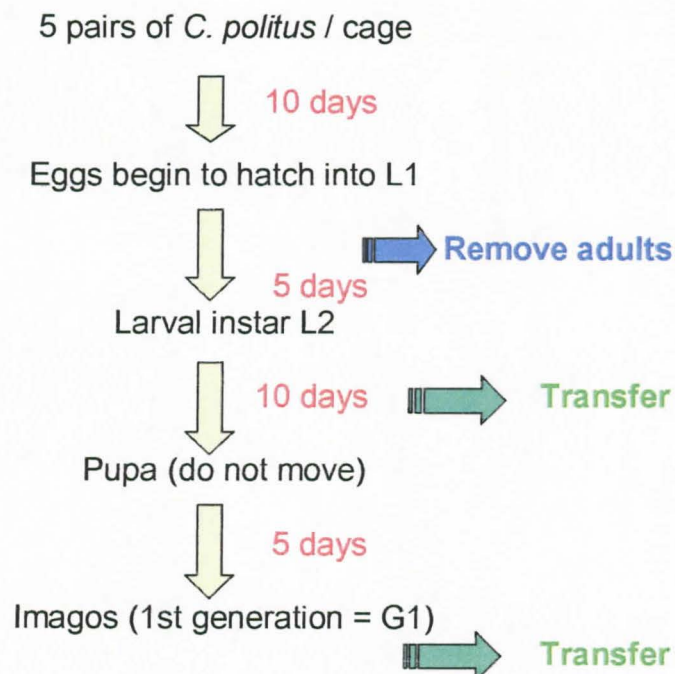 5 pairs of C. politus / cage
10 days
Eggs begin to hatch into L1
Remove adults
5 days
Larval instar L2
10 days
Transfer
Pupa (do not move)
5 days
Imagos (1st generation = G1)
Transfer